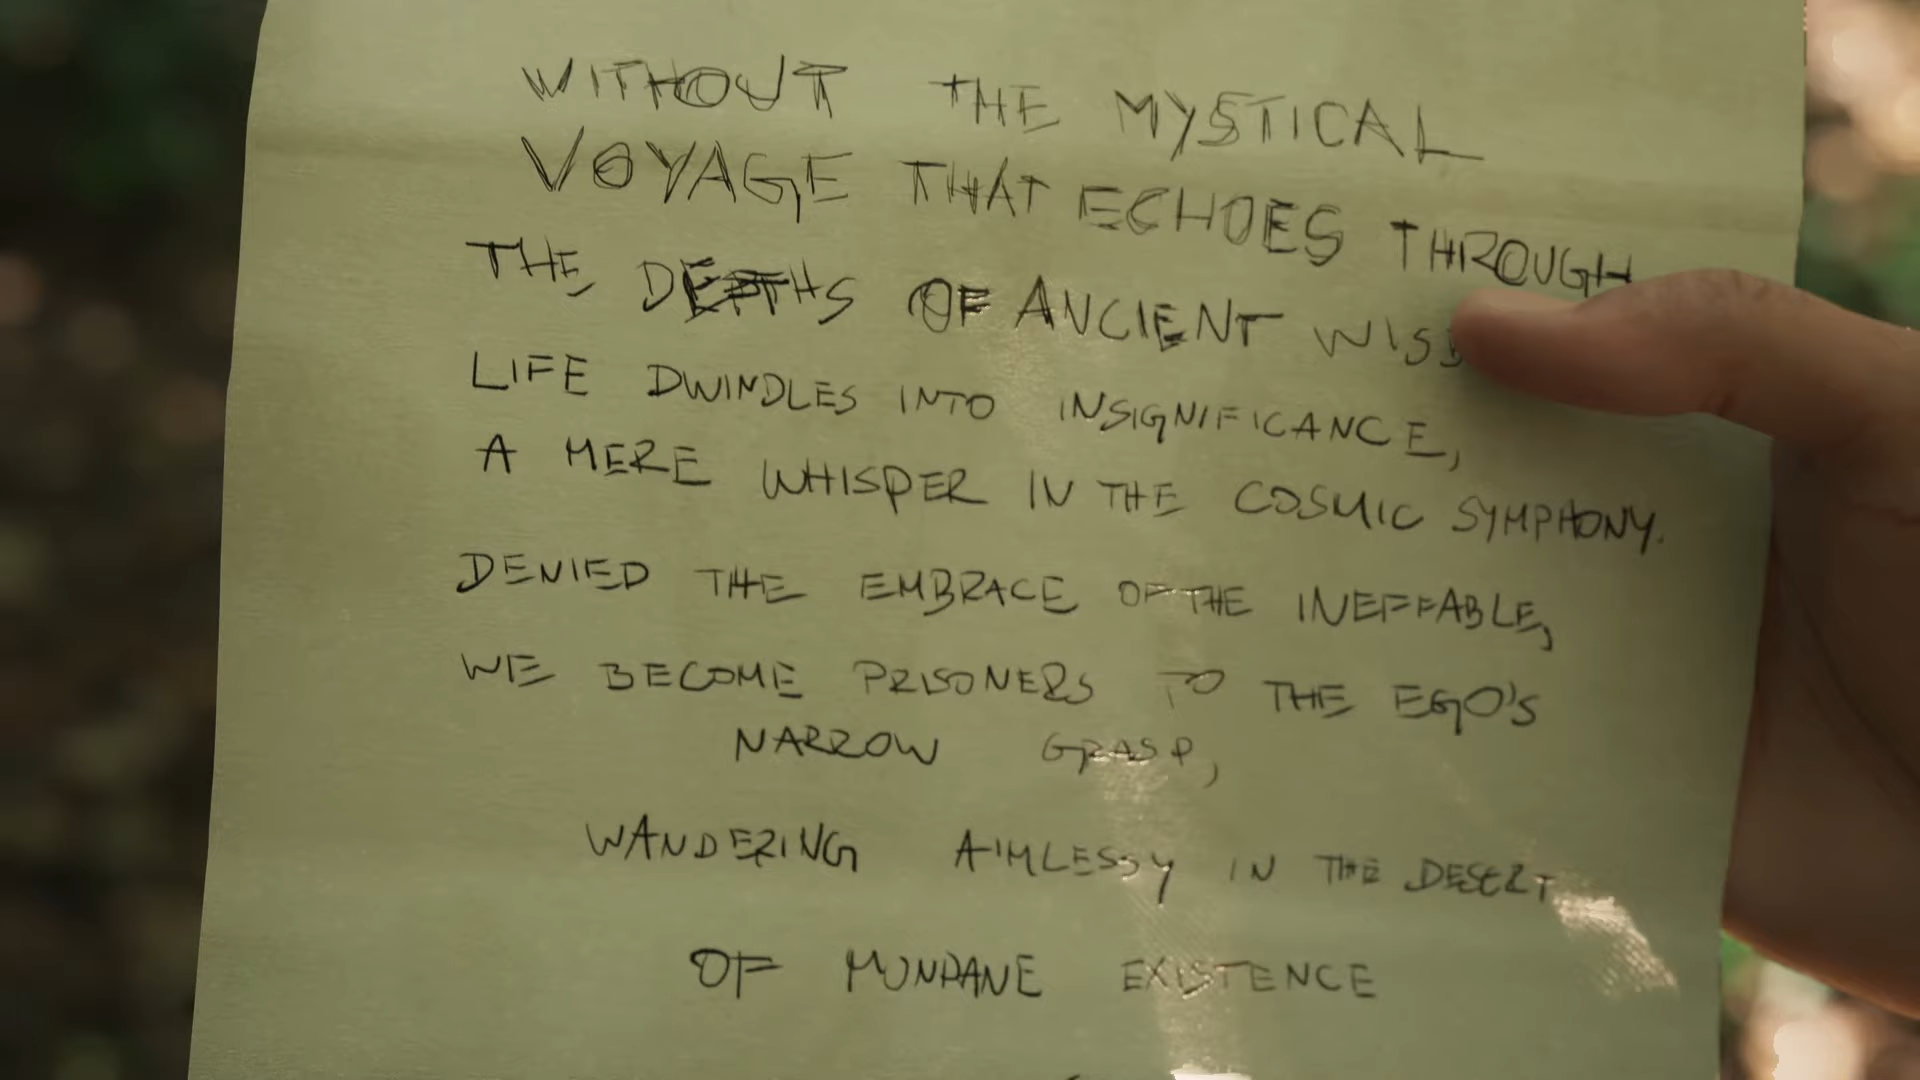 WITHOUT THE MYSTICAL
VOYAGE THAT ECHOES THROUGH
THE DEPTHS OF ANCIENT
LIFE DWINDLES INTO INSIGNIFICANCE,
A MERE WHISPER IN THE COSMIC SYMPHONY.
DENIED THE EMBRACE OF THE INEFFABLE,
WE BECOME PRISONERS TO THE EGO'S
NARROW GRASP,
WANDERING AIMLESSY IN THE DESERT
OF MUNDANE EXISTENCE